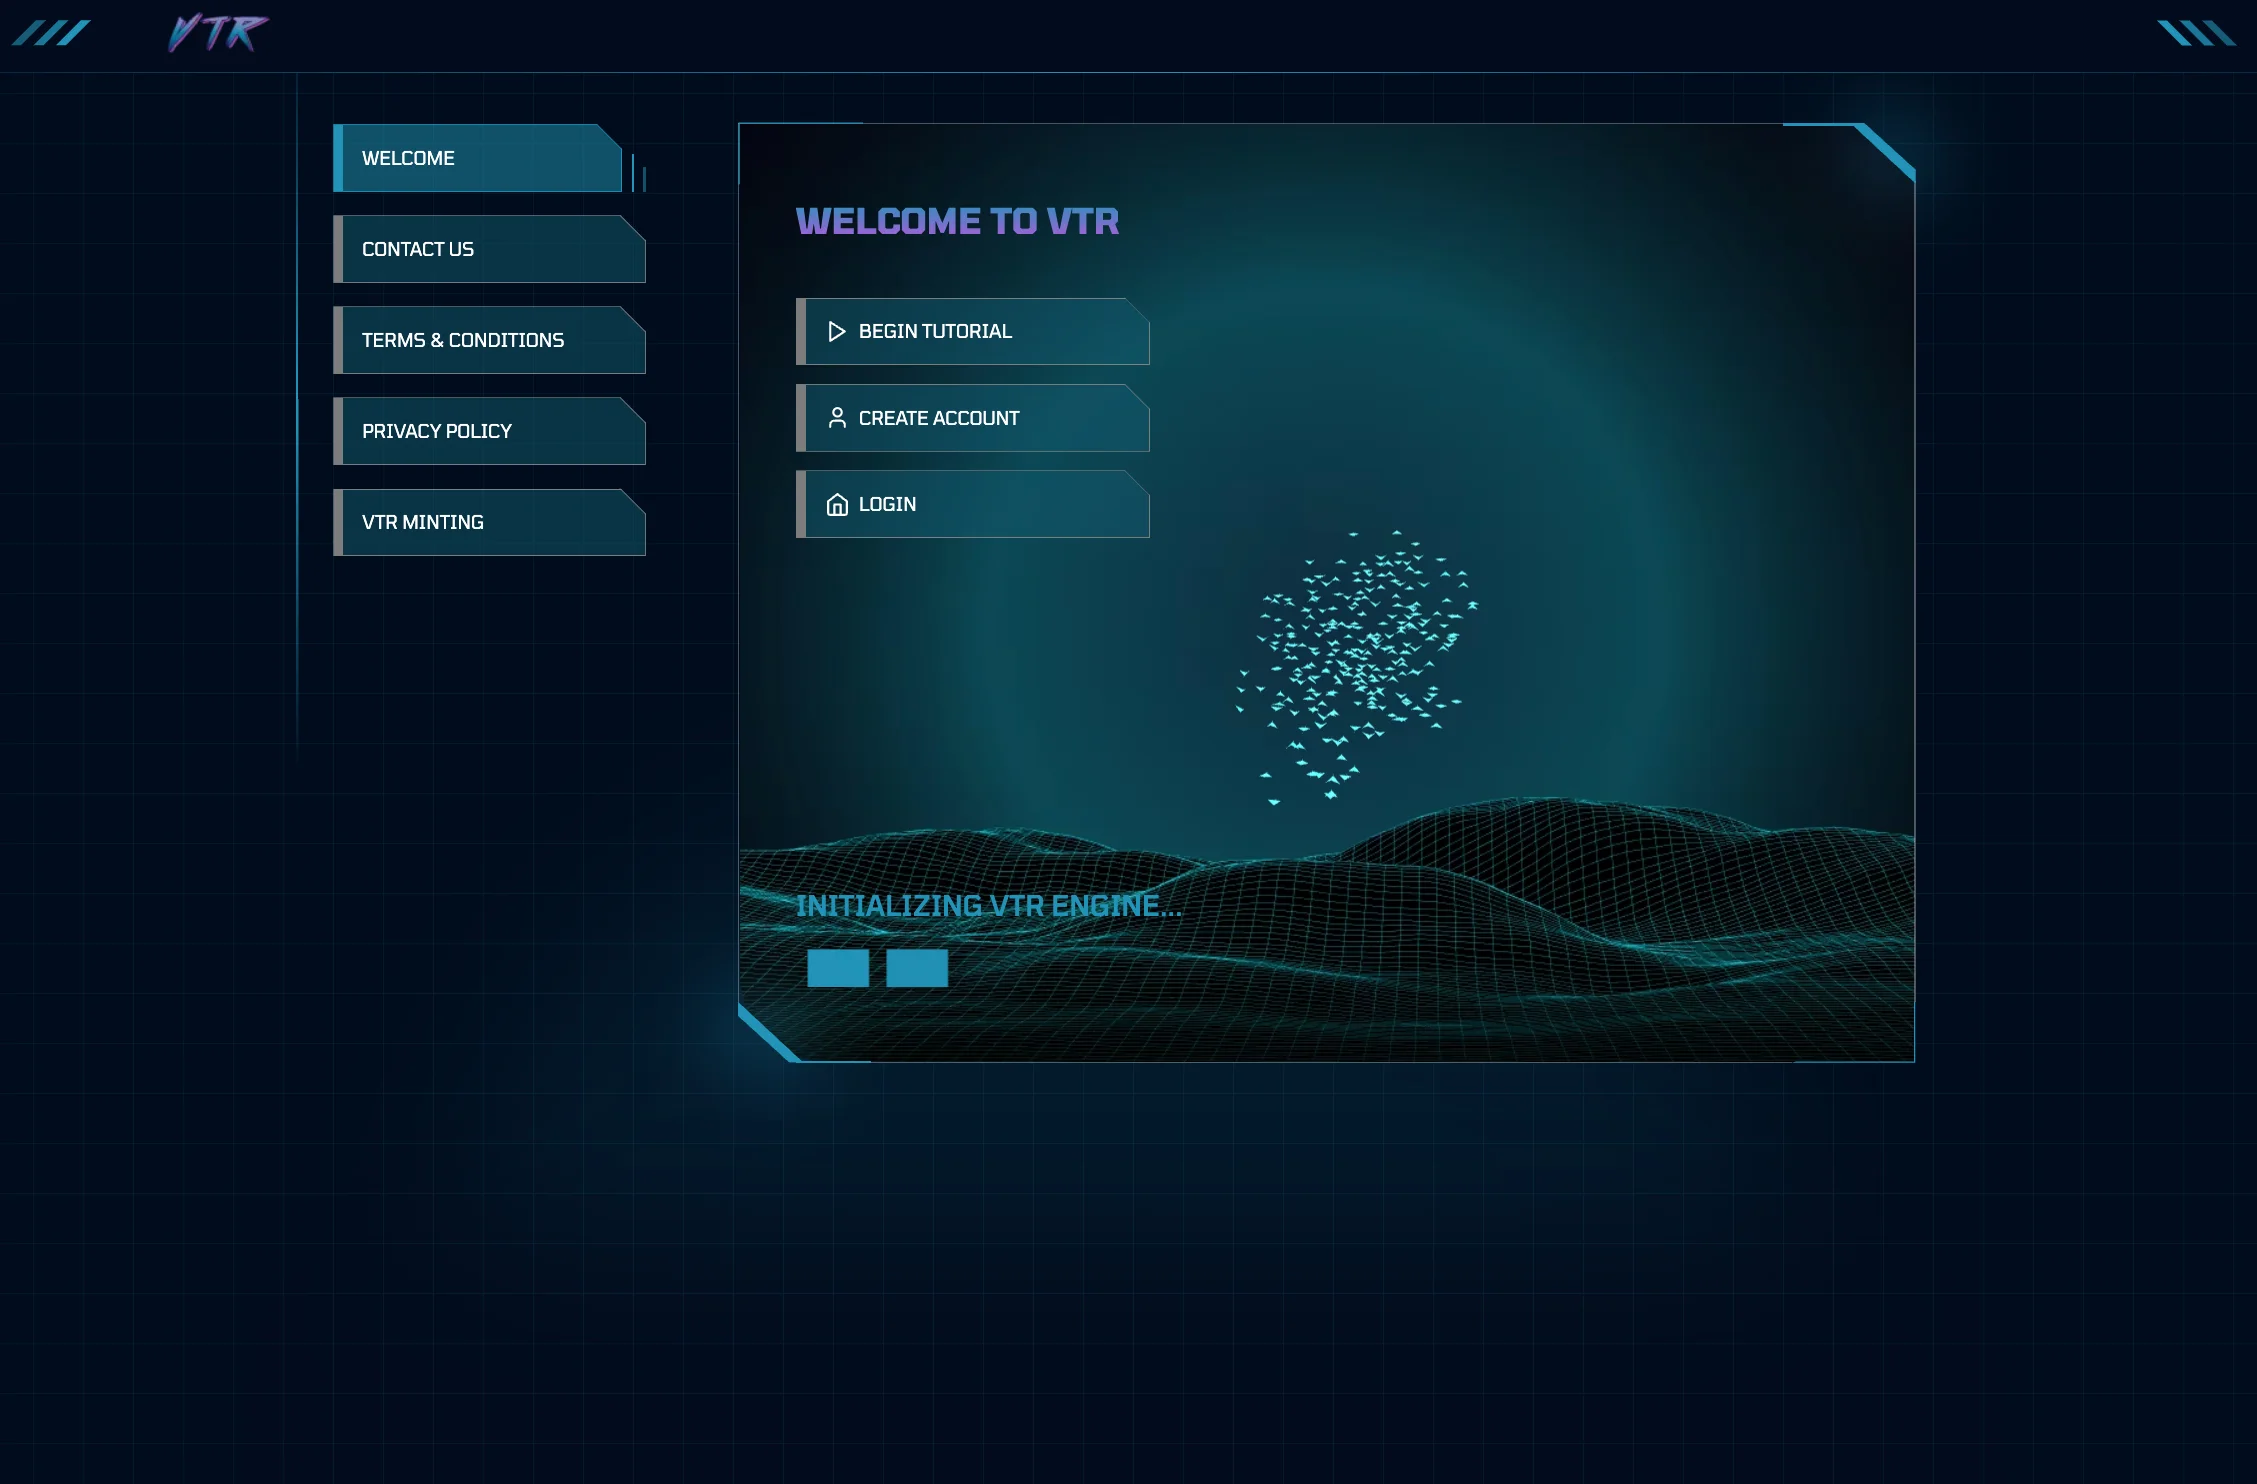 VTR
WELCOME
CONTACT US
TERMS & CONDITIONS
PRIVACY POLICY
VTR MINTING
WELCOME TO VTR
BEGIN TUTORIAL
CREATE ACCOUNT
LOGIN
INITIALIZING VTR ENGINE...